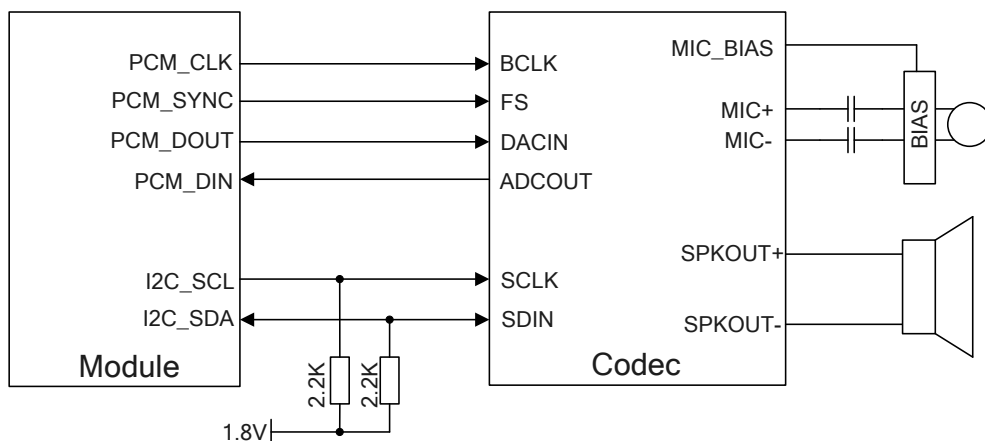 PCM_CLK
PCM_SYNC
PCM_DOUT
PCM_DIN
I2C_SCL
I2C_SDA
Module
BCLK
FS
DACIN
ADCOUT
SCLK
SDIN
Codec
MIC_BIAS
MIC+
MIC-
SPKOUT+
SPKOUT-
BIAS
2.2K
2.2K
1.8V